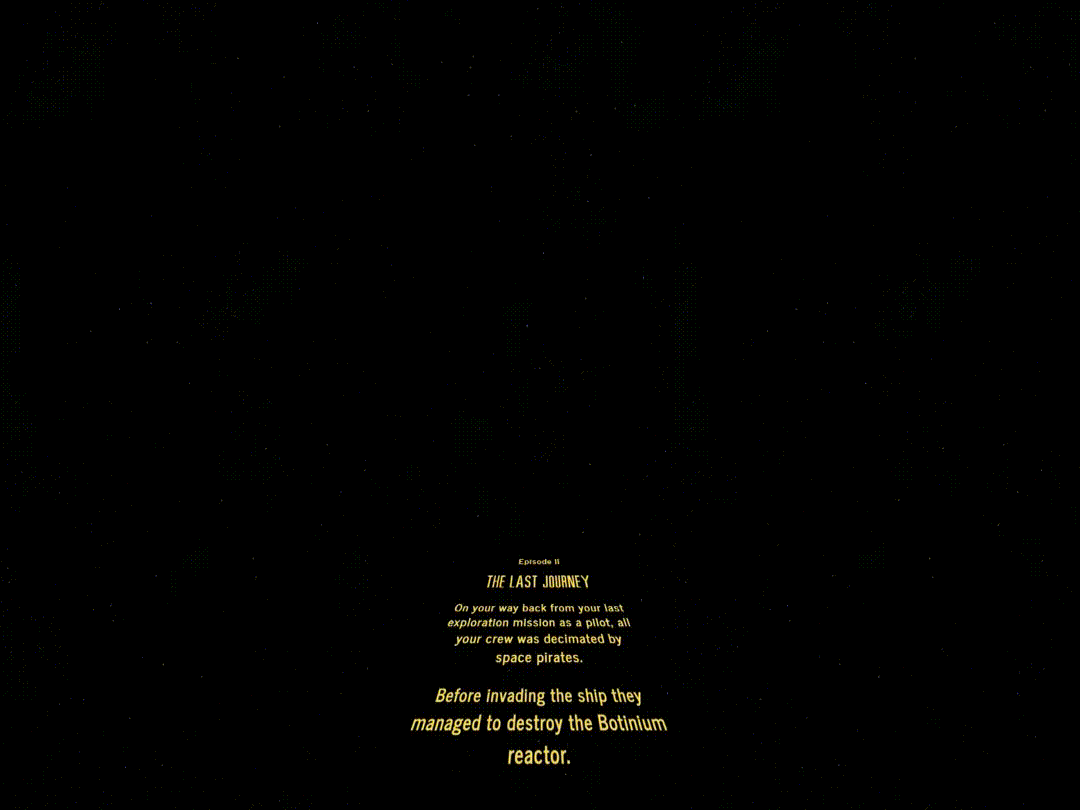 Episode II
THE LAST JOURNEY
On your way back from your last
exploration mission as a pilot, all
your crew was decimated by
space pirates.
Before invading the ship they
managed to destroy the Botinium
reactor.